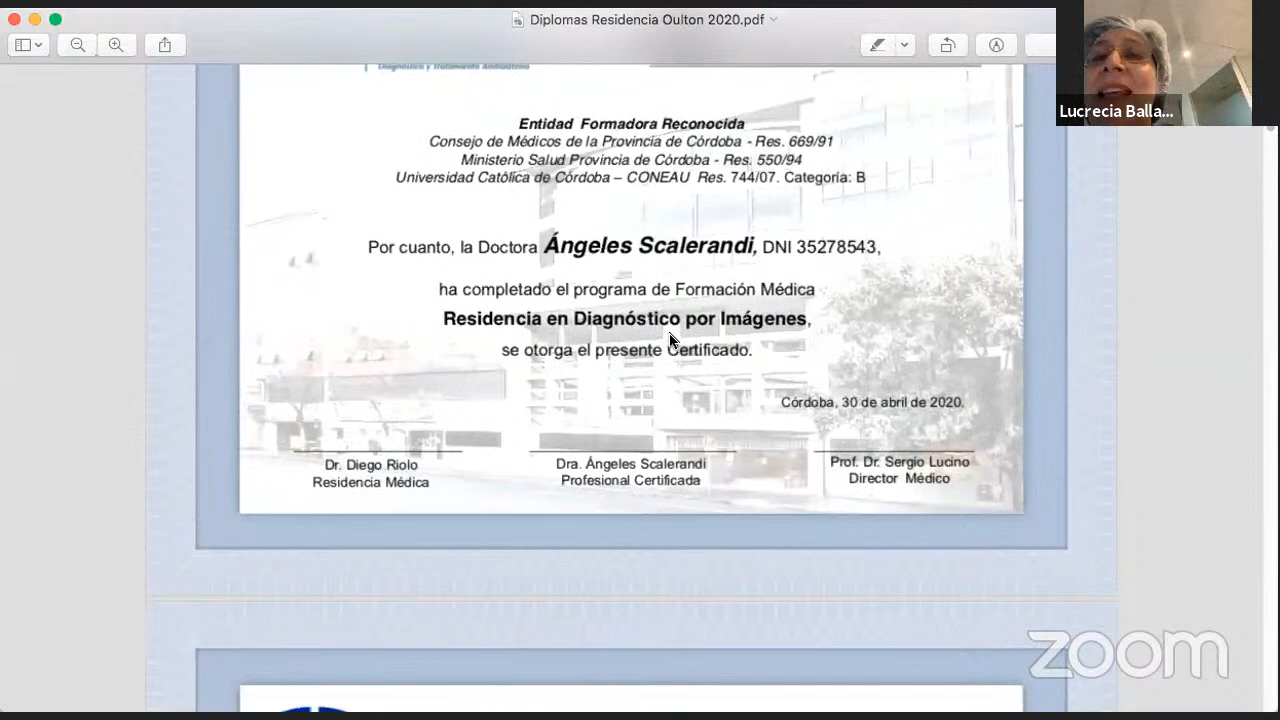 Diplomas Residencia Oulton 2020.pdf
Lucrecia Balla...
Diagnóstico y Tratamiento Ambulatorio
Entidad Formadora Reconocida
Consejo de Médicos de la Provincia de Córdoba - Res. 669/91
Ministerio Salud Provincia de Córdoba - Res. 550/94
Universidad Católica de Córdoba – CONEAU Res. 744/07. Categoría: B
Por cuanto, la Doctora Ángeles Scalerandi, DNI 35278543,
ha completado el programa de Formación Médica
Residencia en Diagnóstico por Imágenes,
se otorga el presente Certificado.
Córdoba, 30 de abril de 2020.
Dr. Diego Riolo
Residencia Médica
Dra. Ángeles Scalerandi
Profesional Certificada
Prof. Dr. Sergio Lucino
Director Médico
zoom